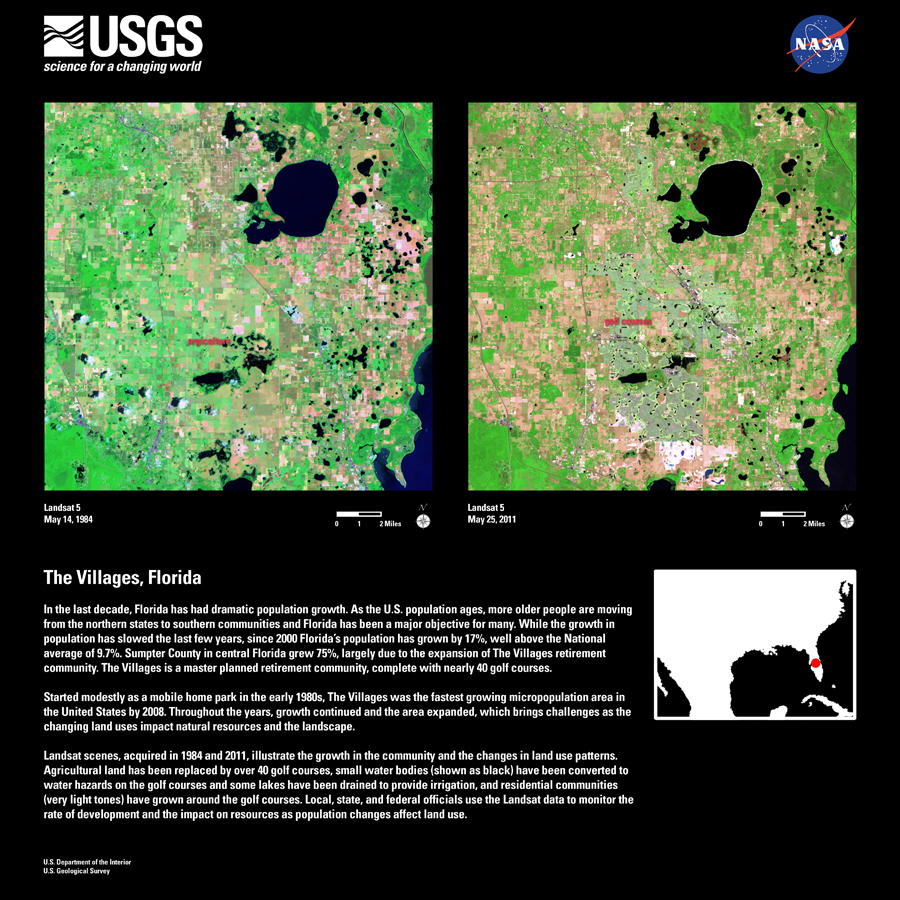 USGS
science for a changing world
NASA
agriculture
golf courses
Landsat 5
May 14, 1984
N
0 1 2 Miles
Landsat 5
May 25, 2011
N
0 1 2 Miles
The Villages, Florida
In the last decade, Florida has had dramatic population growth. As the U.S. population ages, more older people are moving
from the northern states to southern communities and Florida has been a major objective for many. While the growth in
population has slowed the last few years, since 2000 Florida's population has grown by 17%, well above the National
average of 9.7%. Sumpter County in central Florida grew 75%, largely due to the expansion of The Villages retirement
community. The Villages is a master planned retirement community, complete with nearly 40 golf courses.
Started modestly as a mobile home park in the early 1980s, The Villages was the fastest growing micropopulation area in
the United States by 2008. Throughout the years, growth continued and the area expanded, which brings challenges as the
changing land uses impact natural resources and the landscape.
Landsat scenes, acquired in 1984 and 2011, illustrate the growth in the community and the changes in land use patterns.
Agricultural land has been replaced by over 40 golf courses, small water bodies (shown as black) have been converted to
water hazards on the golf courses and some lakes have been drained to provide irrigation, and residential communities
(very light tones) have grown around the golf courses. Local, state, and federal officials use the Landsat data to monitor the
rate of development and the impact on resources as population changes affect land use.
U.S. Department of the Interior
U.S. Geological Survey